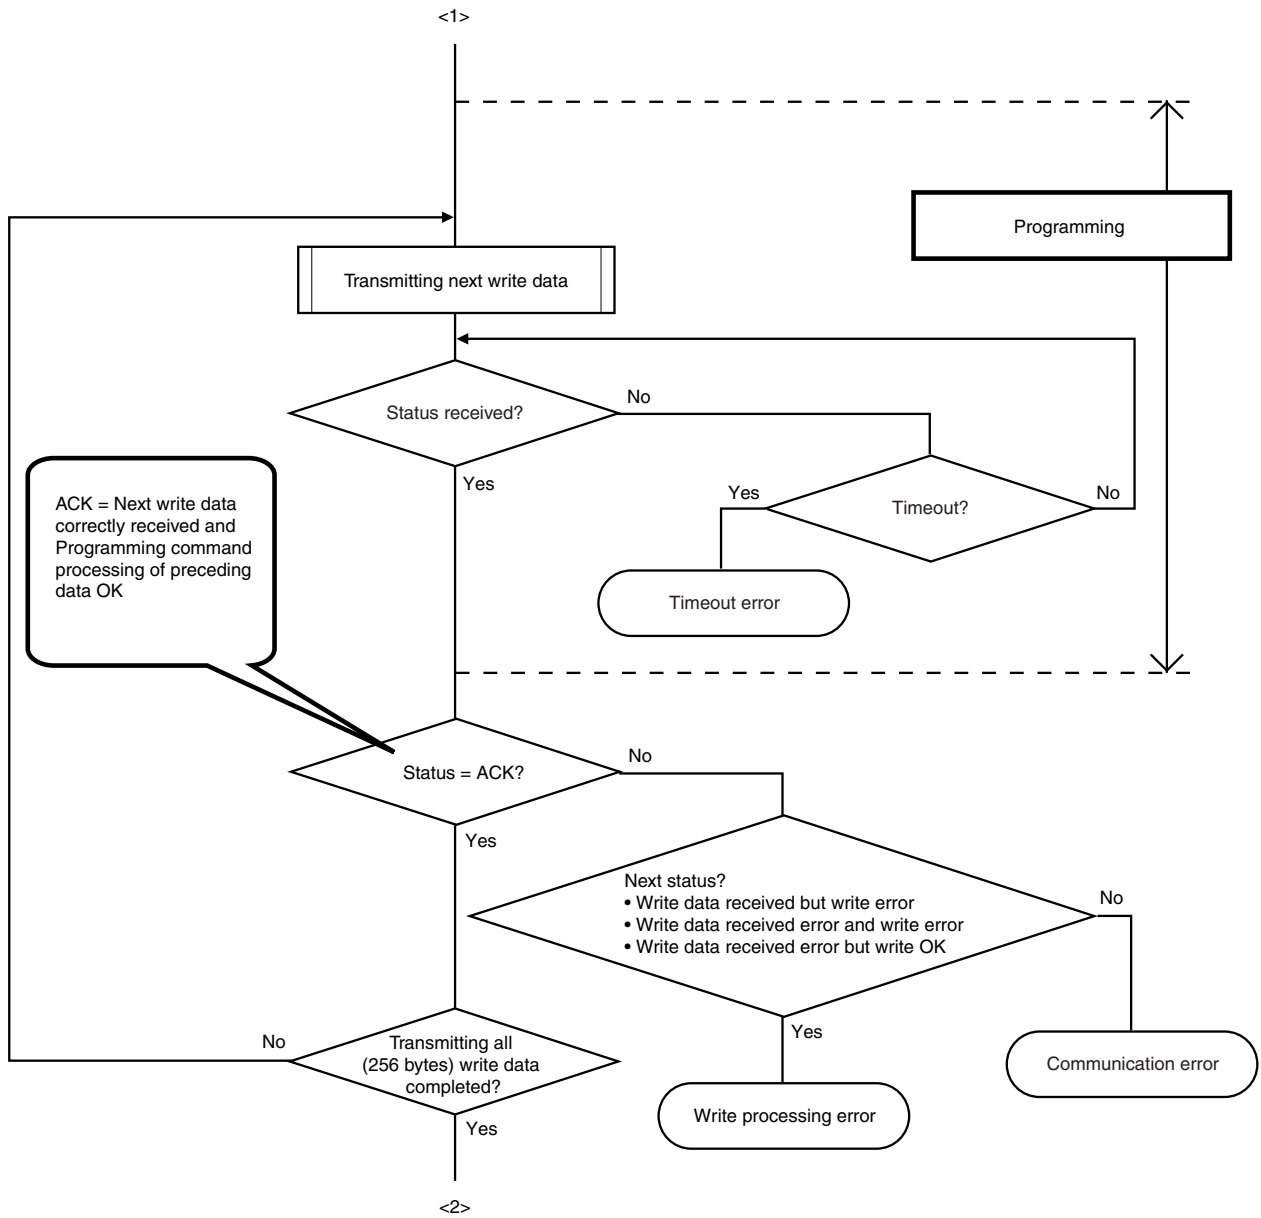 <1>
Programming
Transmitting next write data
Status received?
No
Yes
Timeout?
Yes
No
Timeout error
ACK = Next write data
correctly received and
Programming command
processing of preceding
data OK
Status = ACK?
No
Yes
Next status?
• Write data received but write error
• Write data received error and write error
• Write data received error but write OK
No
Yes
Communication error
Write processing error
Transmitting all
(256 bytes) write data
completed?
No
Yes
<2>